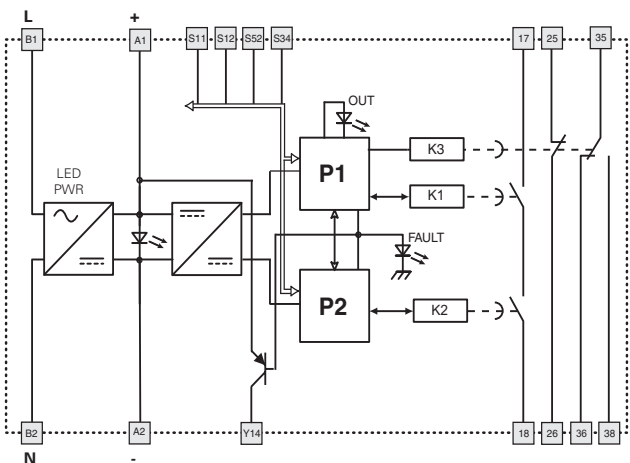 L +
B1 A1 S11 S12 S52 S34 17 25 35
OUT
K3
LED
PWR
P1
K1
FAULT
P2
K2
B2 A2 Y14 18 26 36 38
N -